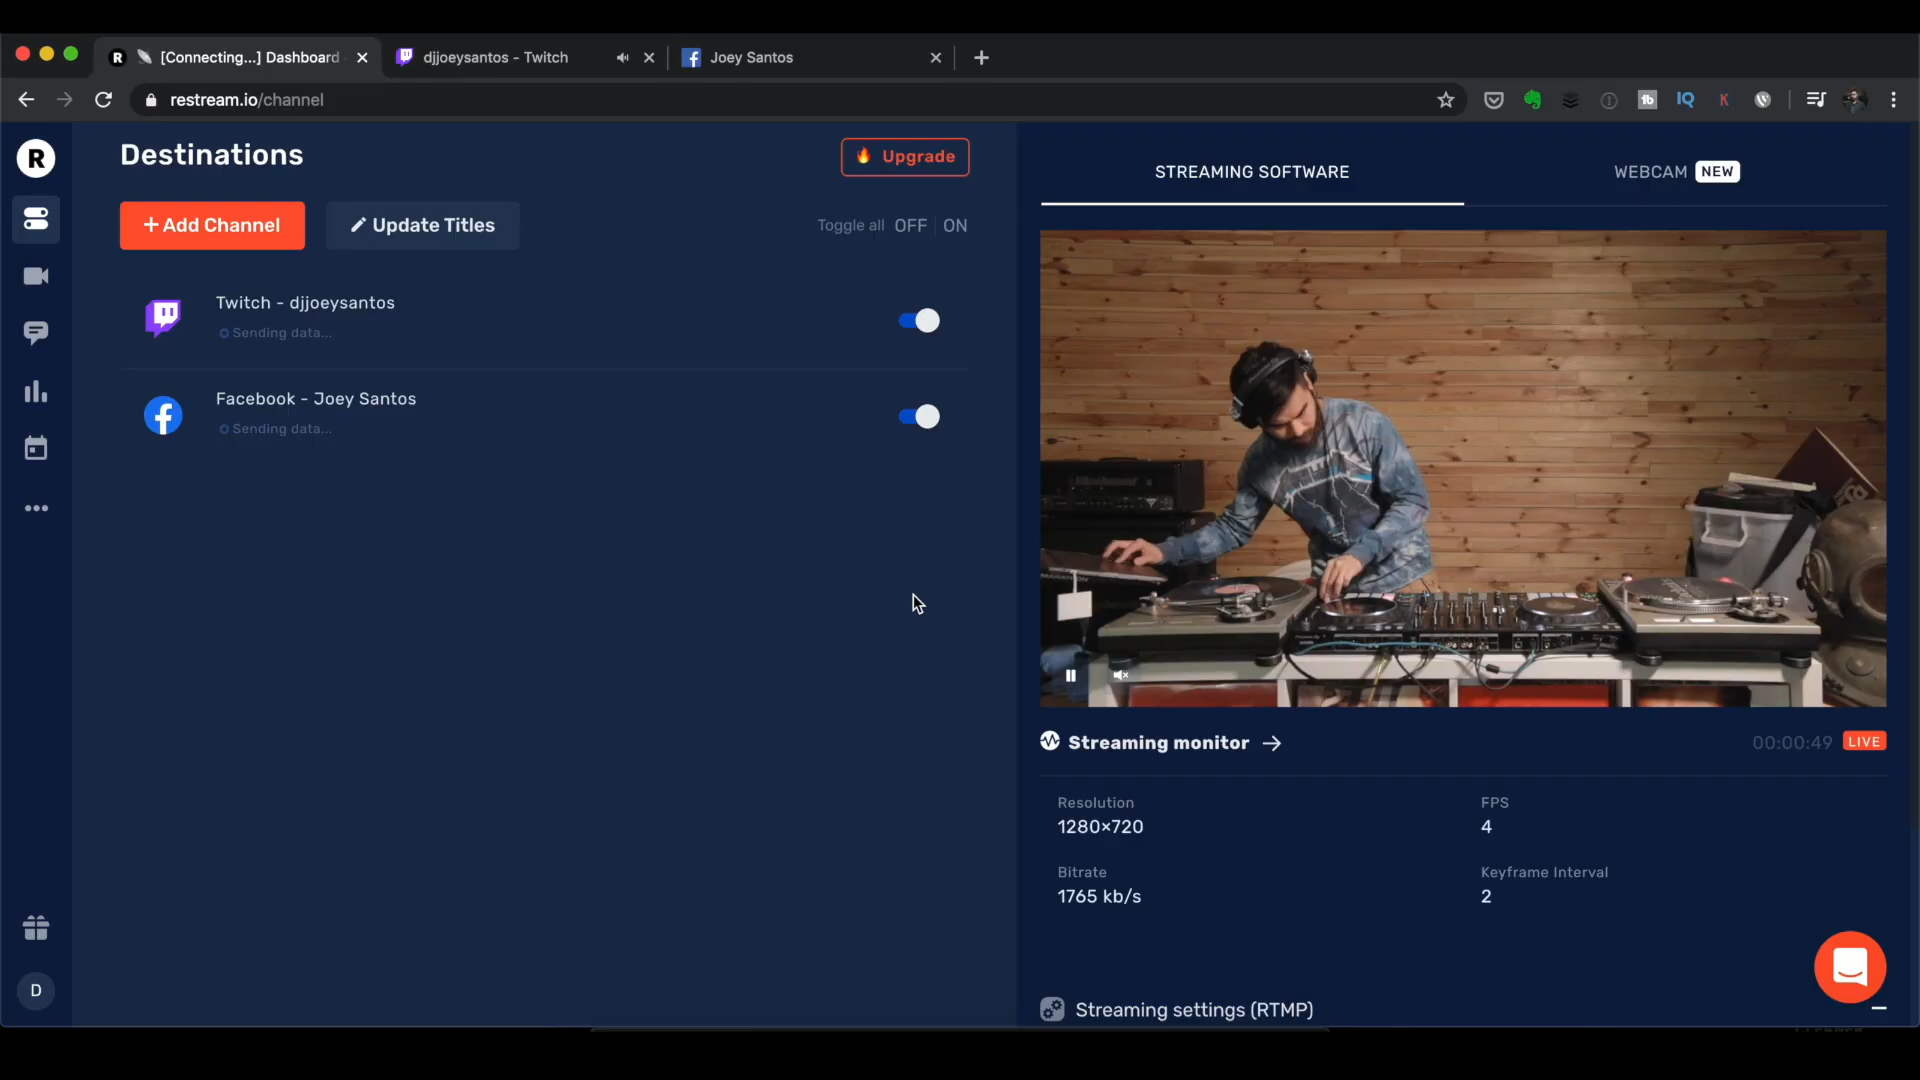 [Connecting...] Dashboard
djjoeysantos - Twitch
Joey Santos
restream.io/channel
Destinations
Upgrade
STREAMING SOFTWARE
WEBCAM NEW
+ Add Channel
Update Titles
Toggle all OFF ON
Twitch - djjoeysantos
Sending data...
Facebook - Joey Santos
Sending data...
Streaming monitor →
00:00:49 LIVE
Resolution
1280×720
FPS
4
Bitrate
1765 kb/s
Keyframe Interval
2
D
Streaming settings (RTMP)